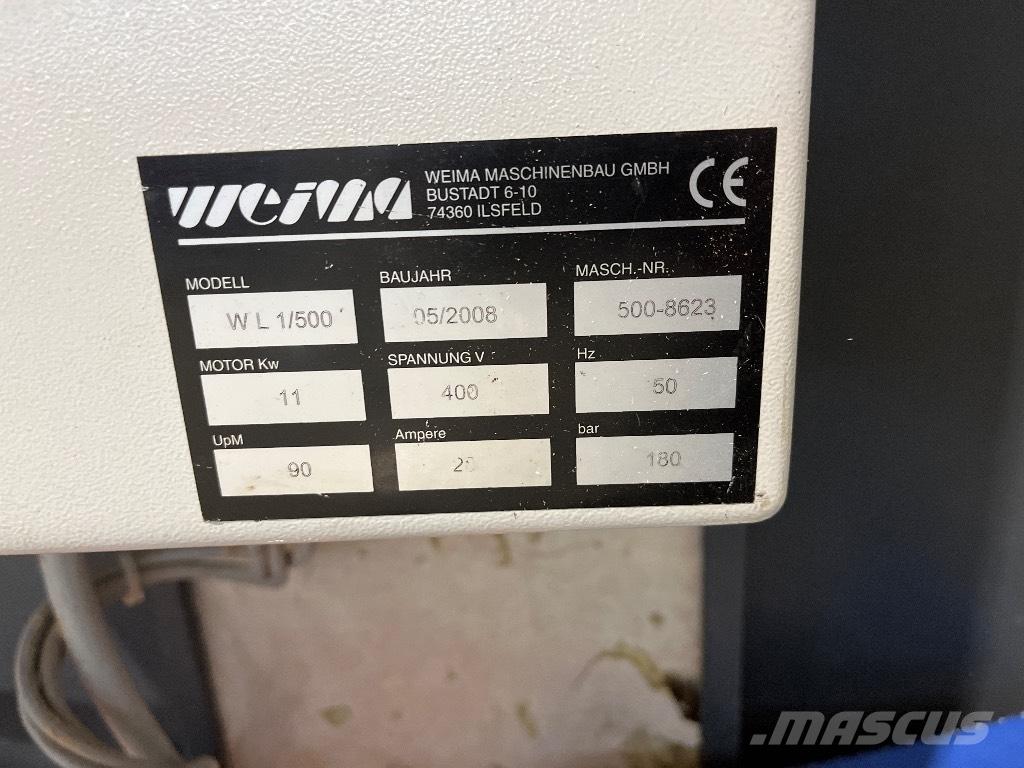 weima
WEIMA MASCHINENBAU GMBH
BUSTADT 6-10
74360 ILSFELD
CE
MODELL BAUJAHR MASCH.-NR.
W L 1/500 05/2008 500-8623
MOTOR Kw SPANNUNG V Hz
11 400 50
UpM Ampere bar
90 180
MASCUS